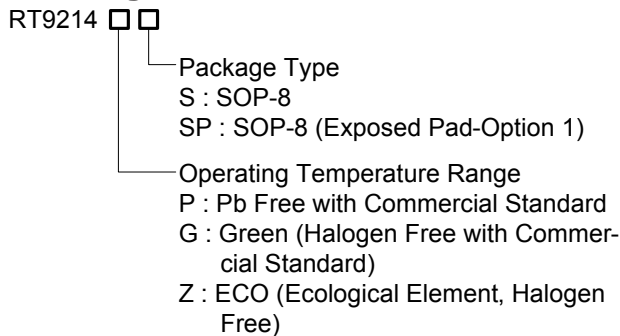 RT9214 □ □
Package Type
S : SOP-8
SP : SOP-8 (Exposed Pad-Option 1)
Operating Temperature Range
P : Pb Free with Commercial Standard
G : Green (Halogen Free with Commer-
cial Standard)
Z : ECO (Ecological Element, Halogen
Free)